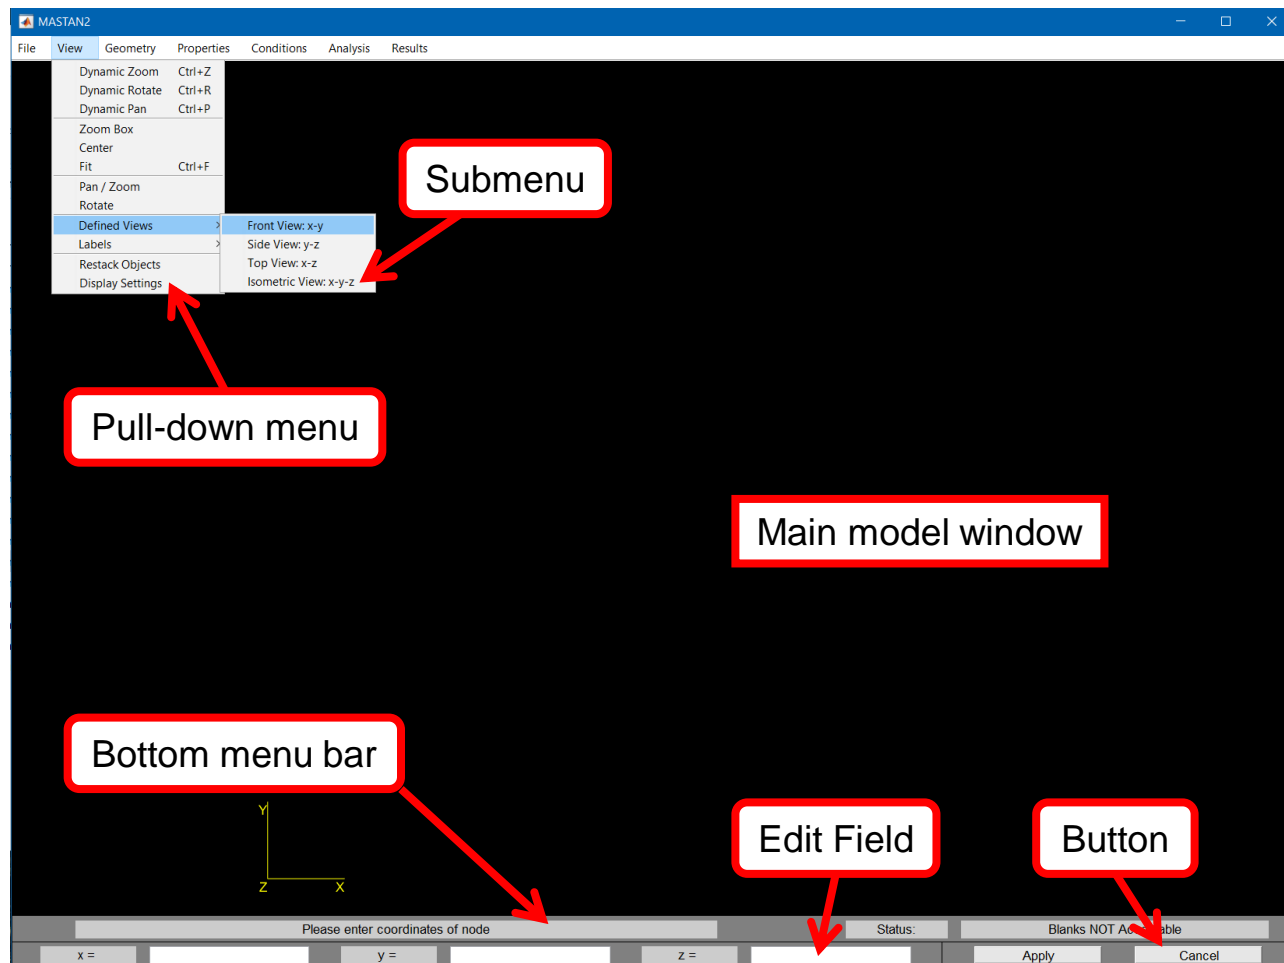 MASTAN2
File View Geometry Properties Conditions Analysis Results
Dynamic Zoom Ctrl+Z
Dynamic Rotate Ctrl+R
Dynamic Pan Ctrl+P
Zoom Box
Center
Fit Ctrl+F
Pan / Zoom
Rotate
Defined Views >
Labels >
Restack Objects
Display Settings
Front View: x-y
Side View: y-z
Top View: x-z
Isometric View: x-y-z
Submenu
Pull-down menu
Main model window
Bottom menu bar
Edit Field
Button
Y
Z X
Please enter coordinates of node
Status:
Blanks NOT Acceptable
x =
y =
z =
Apply
Cancel